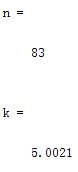 n =
83
k =
5.0021